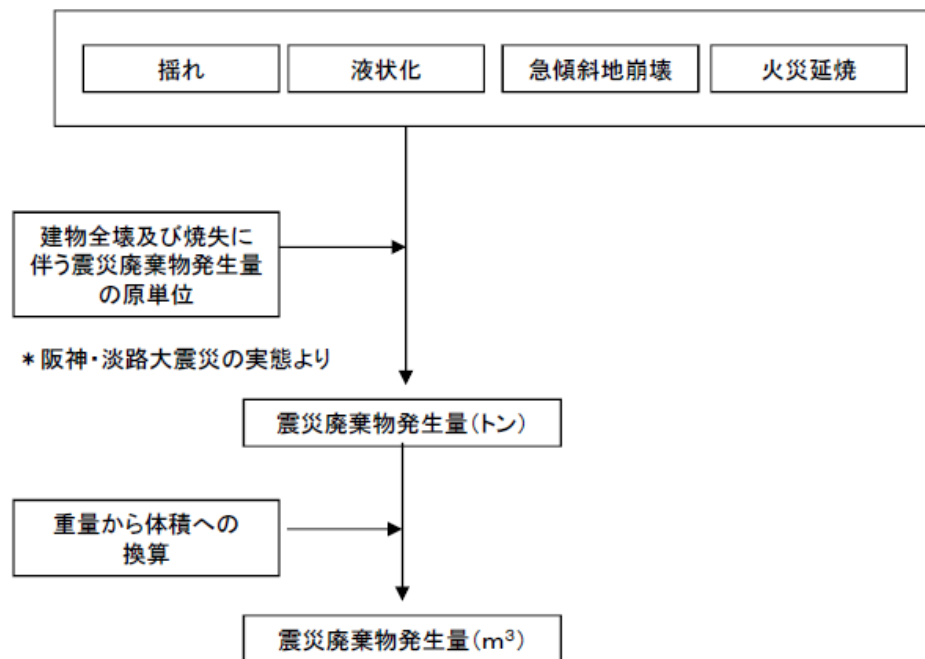 揺れ
液状化
急傾斜地崩壊
火災延焼
建物全壊及び焼失に
伴う震災廃棄物発生量
の原単位
*阪神・淡路大震災の実態より
震災廃棄物発生量(トン)
重量から体積への
換算
震災廃棄物発生量(m³)